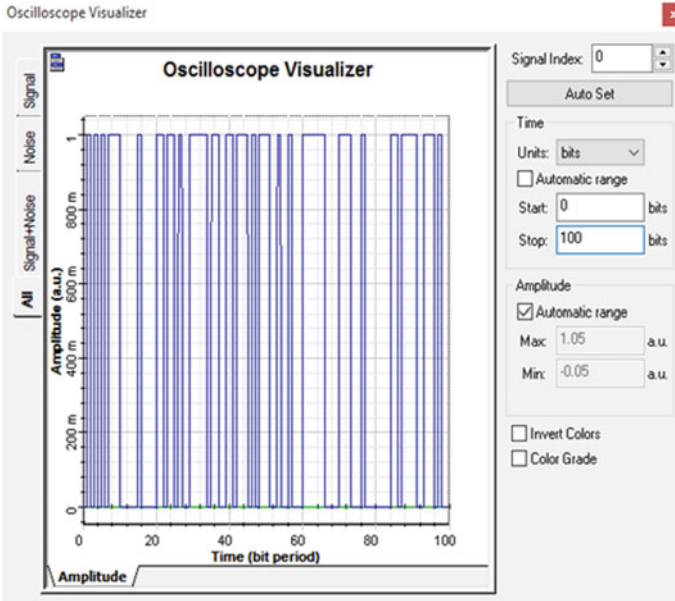 Oscilloscope Visualizer
Signal
Noise
Signal+Noise
All
Oscilloscope Visualizer
Amplitude (a.u.)
1
800 m
600 m
400 m
200 m
0
0 20 40 60 80 100
Time (bit period)
Amplitude
Signal Index: 0
Auto Set
Time
Units: bits
Automatic range
Start: 0 bits
Stop: 100 bits
Amplitude
Automatic range
Max: 1.05 a.u.
Min: -0.05 a.u.
Invert Colors
Color Grade